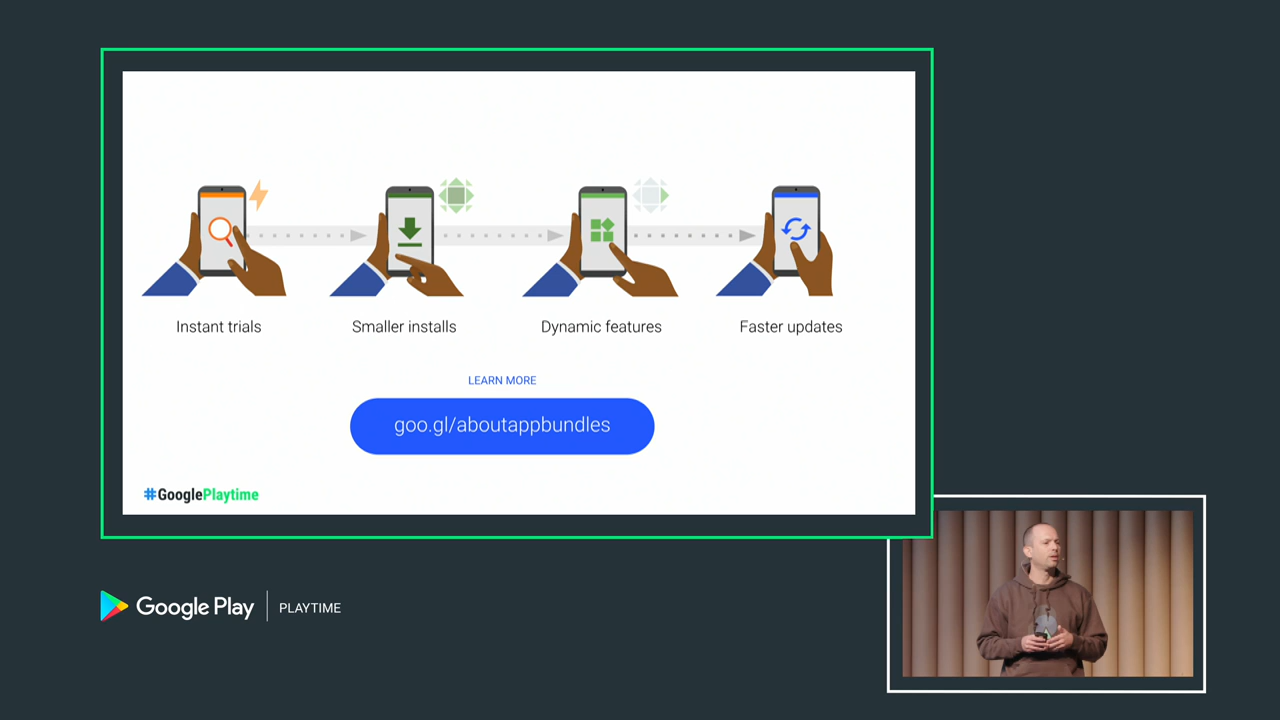 Instant trials
Smaller installs
Dynamic features
Faster updates
LEARN MORE
goo.gl/aboutappbundles
#GooglePlaytime
Google Play
PLAYTIME